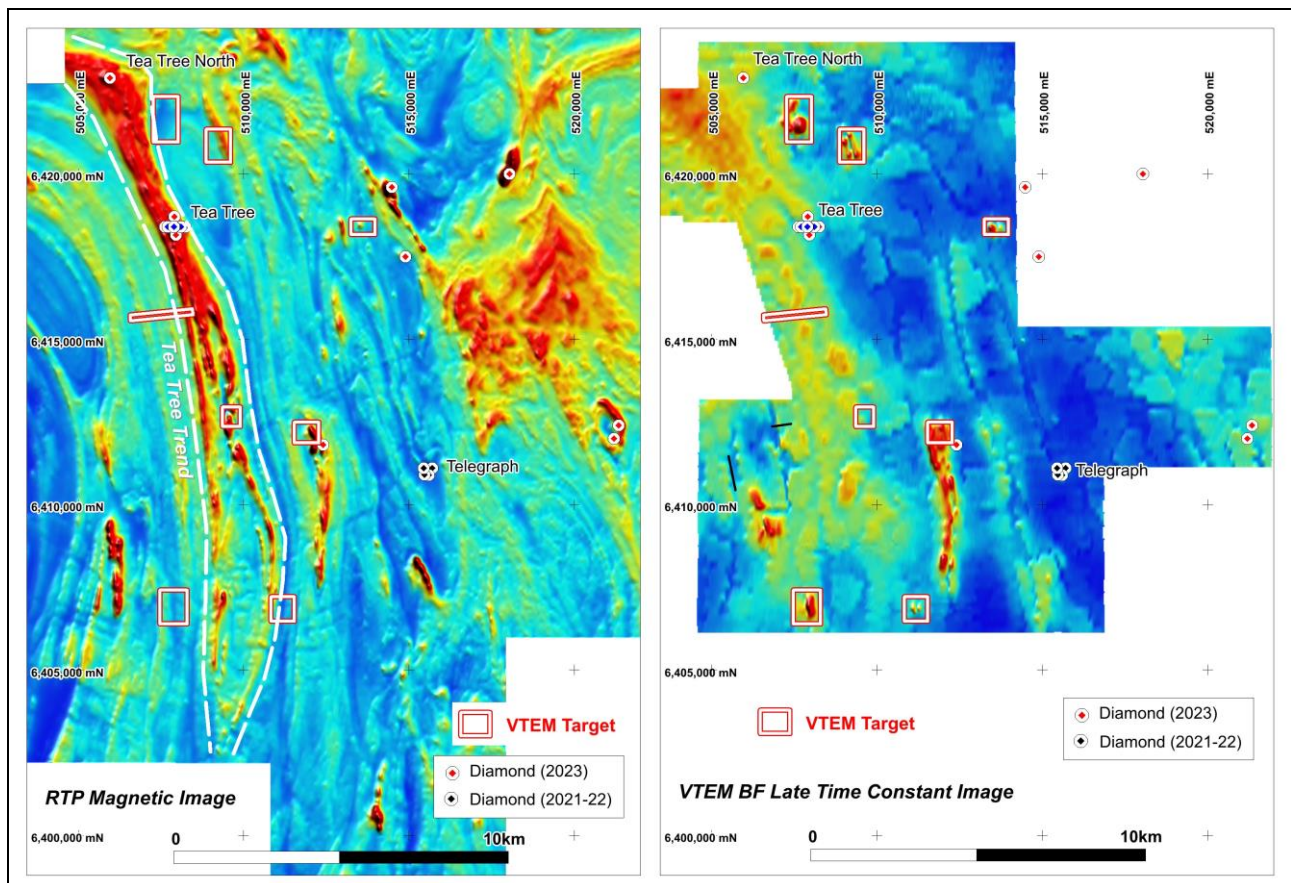 Tea Tree North
505,000 mE
510,000 mE
515,000 mE
520,000 mE
6,420,000 mN
Tea Tree
6,415,000 mN
Tea Tree Trend
Telegraph
6,410,000 mN
6,405,000 mN
VTEM Target
Diamond (2023)
Diamond (2021-22)
RTP Magnetic Image
6,400,000 mN
0
10km
Tea Tree North
505,000 mE
510,000 mE
515,000 mE
520,000 mE
6,420,000 mN
Tea Tree
6,415,000 mN
Telegraph
6,410,000 mN
6,405,000 mN
VTEM Target
Diamond (2023)
Diamond (2021-22)
VTEM BF Late Time Constant Image
6,400,000 mN
0
10km